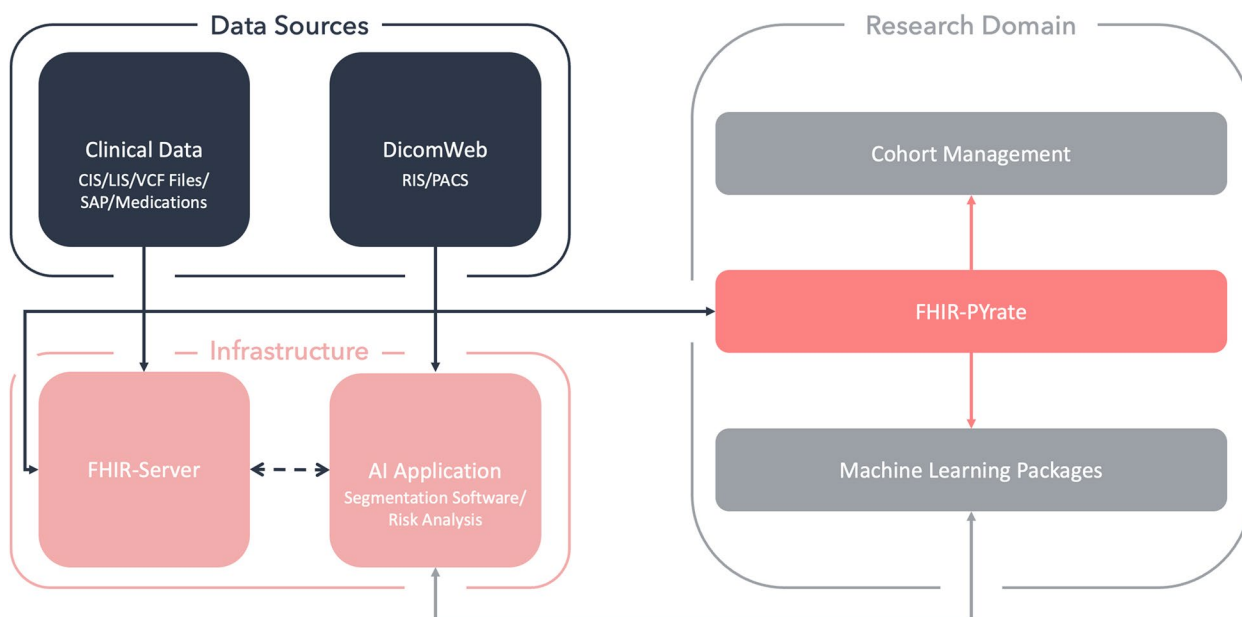 Data Sources
Clinical Data
CIS/LIS/VCF Files/
SAP/Medications
DicomWeb
RIS/PACS
Infrastructure
FHIR-Server
AI Application
Segmentation Software/
Risk Analysis
Research Domain
Cohort Management
FHIR-PYrate
Machine Learning Packages